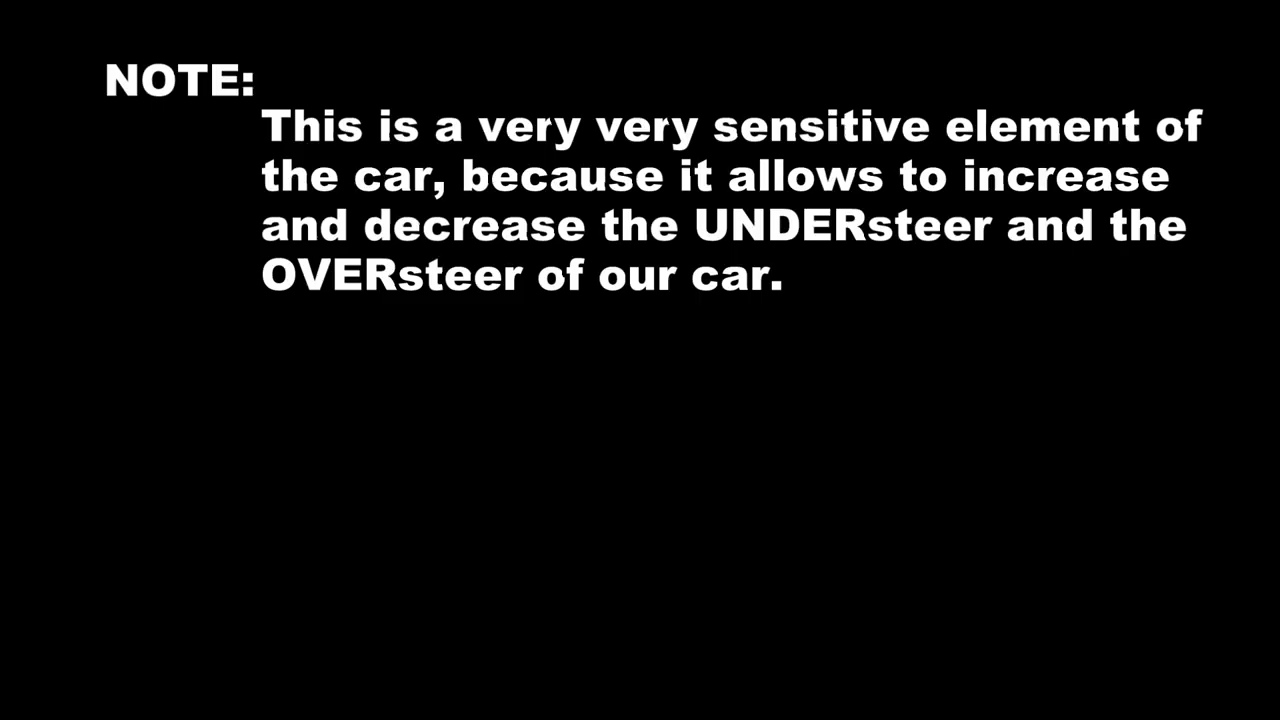 NOTE:
This is a very very sensitive element of
the car, because it allows to increase
and decrease the UNDERsteer and the
OVERsteer of our car.